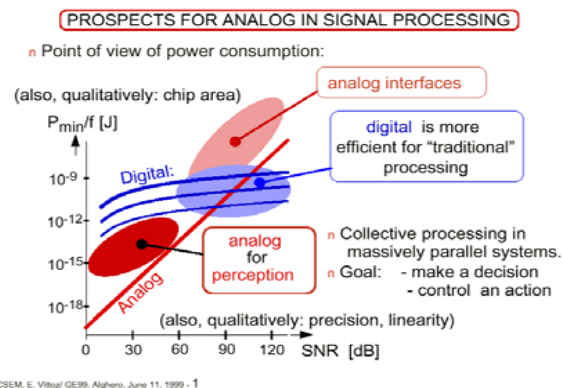 PROSPECTS FOR ANALOG IN SIGNAL PROCESSING
n Point of view of power consumption:
analog interfaces
(also, qualitatively: chip area)
Pmin/f [J]
digital is more
efficient for “traditional”
processing
Digital:
10-9
10-12
10-15
10-18
analog
for
perception
n Collective processing in
massively parallel systems.
n Goal: - make a decision
- control an action
Analog
(also, qualitatively: precision, linearity)
0 30 60 90 120 SNR [dB]
CSEM, E. Vittoz/ GE99, Alghero, June 11, 1999 - 1